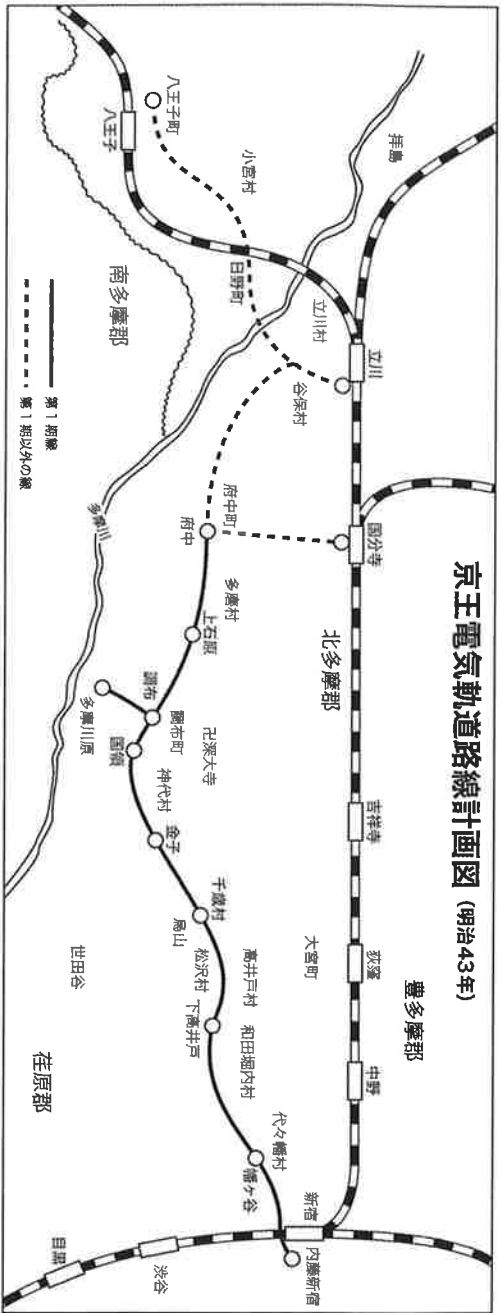 京王電気軌道路線計画図 (明治43年)
拝島
八王子町
八王子
小宮村
日野町
立川村
立川
南多摩郡
谷保村
第1期線
第1期以外の線
多摩川
府中町
府中
国分寺
多磨村
上石原
北多摩郡
調布
調布町
多摩川原
国領
卍深大寺
神代村
金子
吉祥寺
千歳村
烏山
松沢村
高井戸村
大宮町
荻窪
下高井戸
和田堀内村
世田谷
豊多摩郡
荏原郡
中野
代々幡村
幡ヶ谷
新宿
内藤新宿
渋谷
目黒